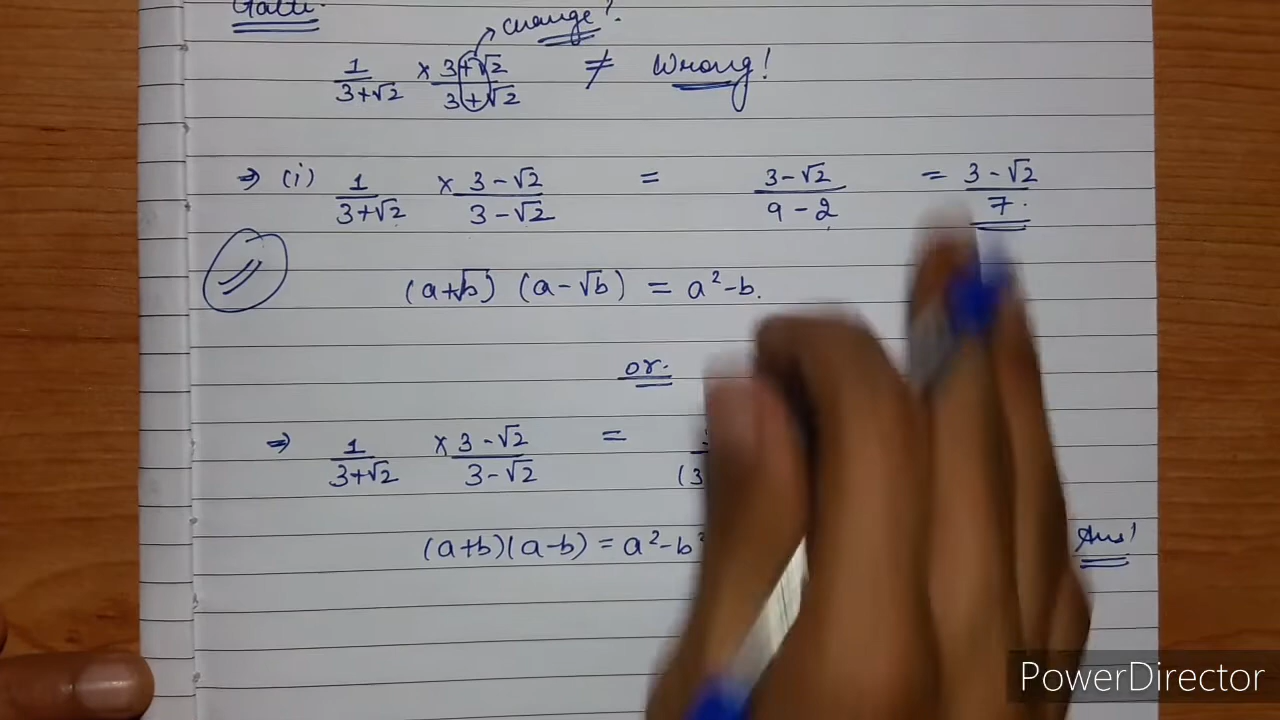 Galti.
change!
1/(3+√2) × (3+√2)/(3+√2) ≠ Wrong!
⇒ (i) 1/(3+√2) × (3-√2)/(3-√2) = (3-√2)/(9-2) = (3-√2)/7.
(a+√b) (a-√b) = a²-b.
or.
⇒ 1/(3+√2) × (3-√2)/(3-√2) =
(3
(a+b)(a-b) = a²-b²
Ans!
PowerDirector